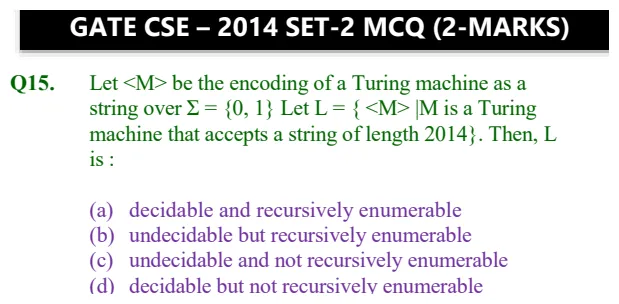 GATE CSE – 2014 SET-2 MCQ (2-MARKS)
Q15. Let <M> be the encoding of a Turing machine as a
string over Σ = {0, 1} Let L = { <M> |M is a Turing
machine that accepts a string of length 2014}. Then, L
is :
(a) decidable and recursively enumerable
(b) undecidable but recursively enumerable
(c) undecidable and not recursively enumerable
(d) decidable but not recursively enumerable